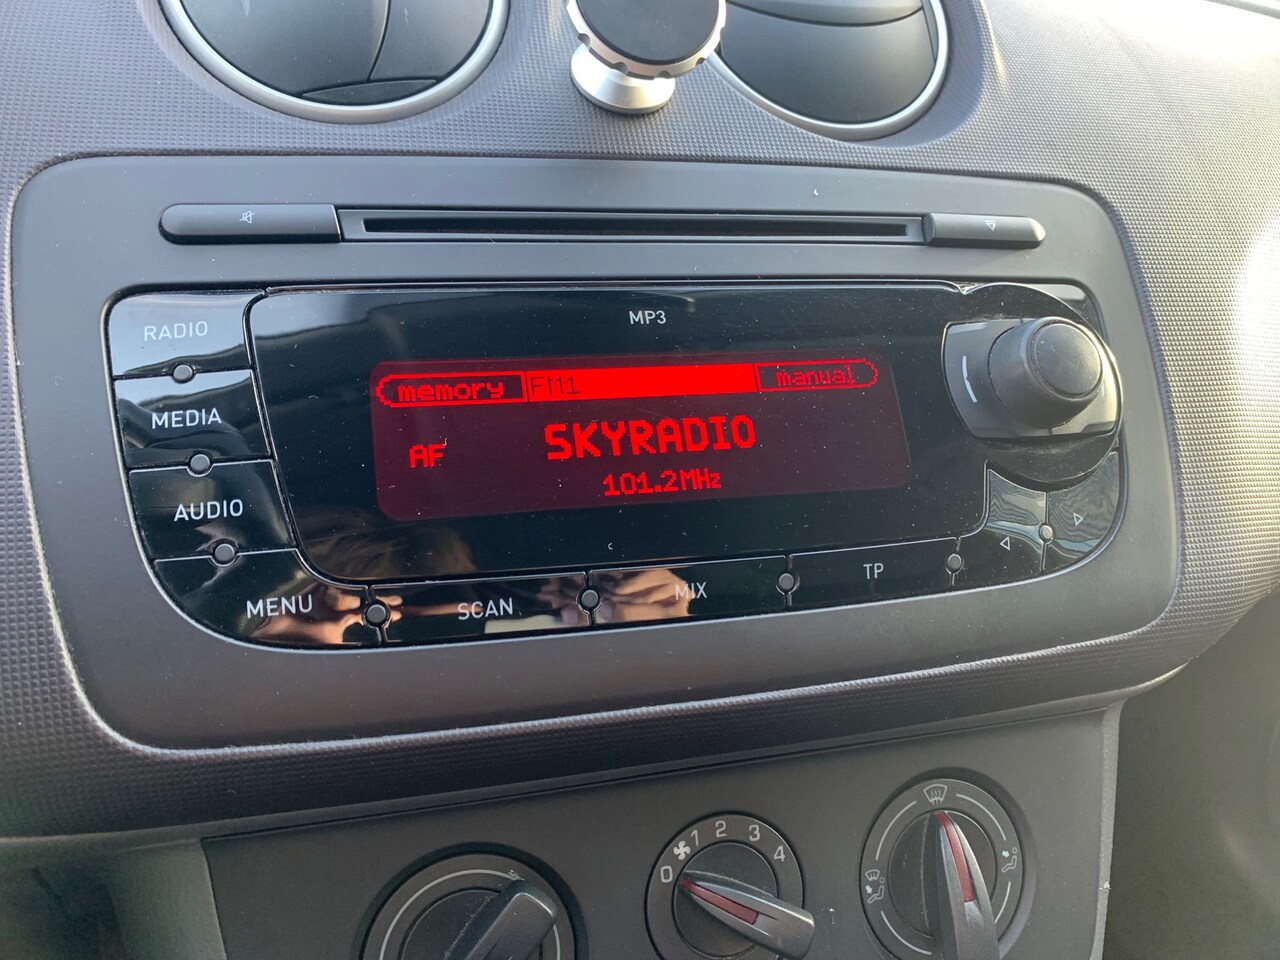 MP3
RADIO
MEDIA
AUDIO
MENU
memory FM1 manual
AF SKYRADIO
101.2MHz
SCAN MIX TP
0 1 2 3 4